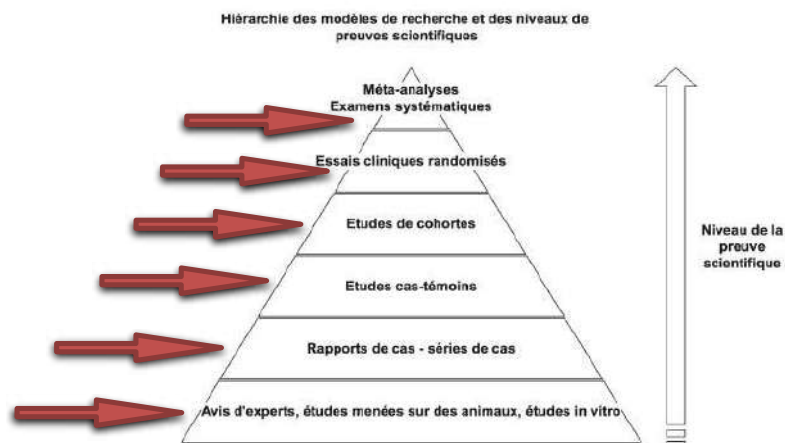 Hiérarchie des modèles de recherche et des niveaux de
preuves scientifiques
Méta-analyses
Examens systématiques
Essais cliniques randomisés
Etudes de cohortes
Etudes cas-témoins
Rapports de cas - séries de cas
Avis d'experts, études menées sur des animaux, études in vitro
Niveau de la
preuve
scientifique